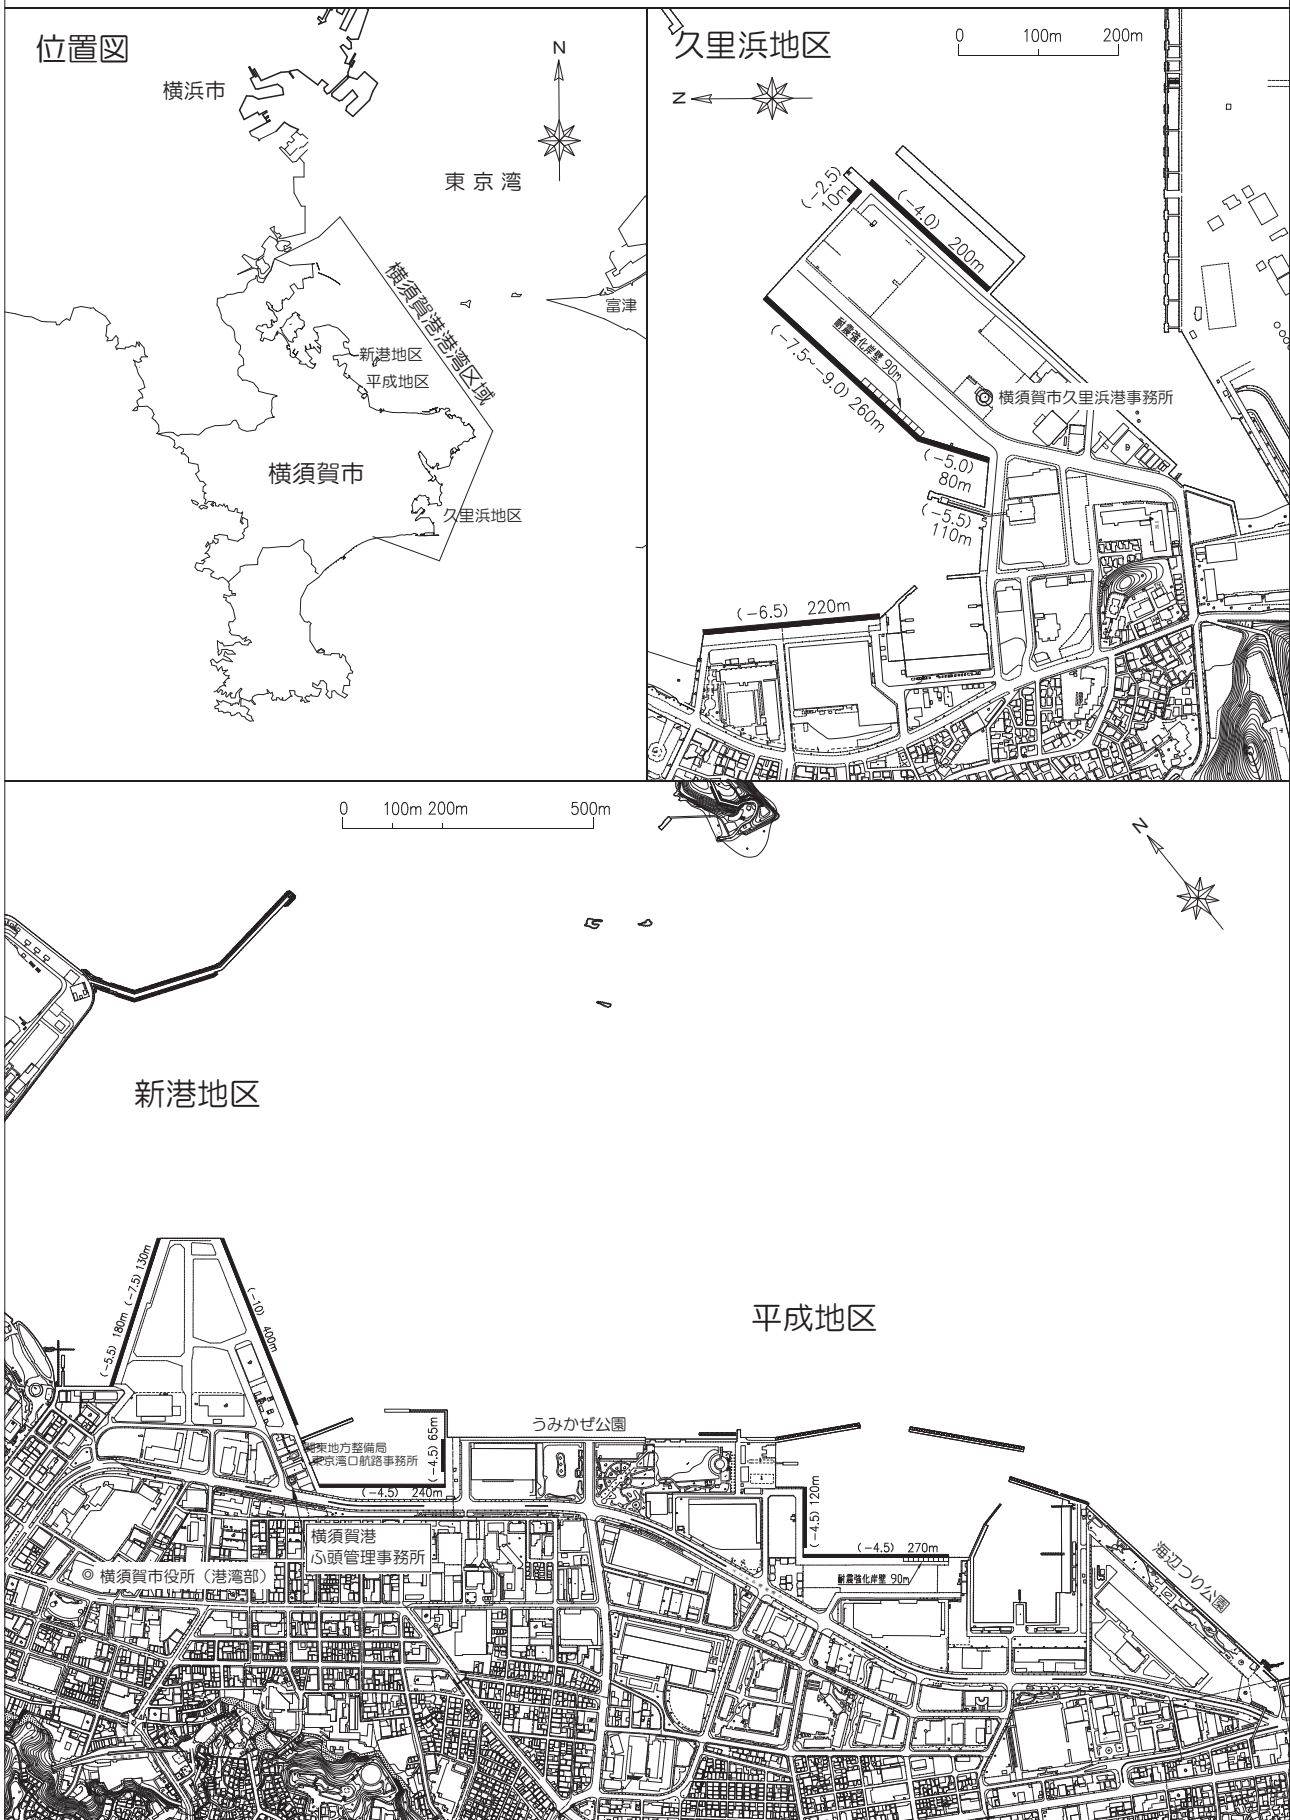 位置図
N
横浜市
東京湾
横須賀港港湾区域
富津
新港地区
平成地区
横須賀市
久里浜地区
久里浜地区
0 100m 200m
N
(-2.5)
10m
(-4.0) 200m
耐震強化岸壁 90m
(-7.5~-9.0) 260m
横須賀市久里浜港事務所
(-5.0)
80m
(-5.5)
110m
(-6.5) 220m
0 100m 200m 500m
N
新港地区
平成地区
(-5.5) 180m (-7.5) 130m
(-10) 400m
うみかぜ公園
関東地方整備局
東京湾口航路事務所
(-4.5) 65m
(-4.5) 240m
横須賀港
ふ頭管理事務所
◎ 横須賀市役所（港湾部）
(-4.5) 120m
(-4.5) 270m
耐震強化岸壁 90m
海辺つり公園